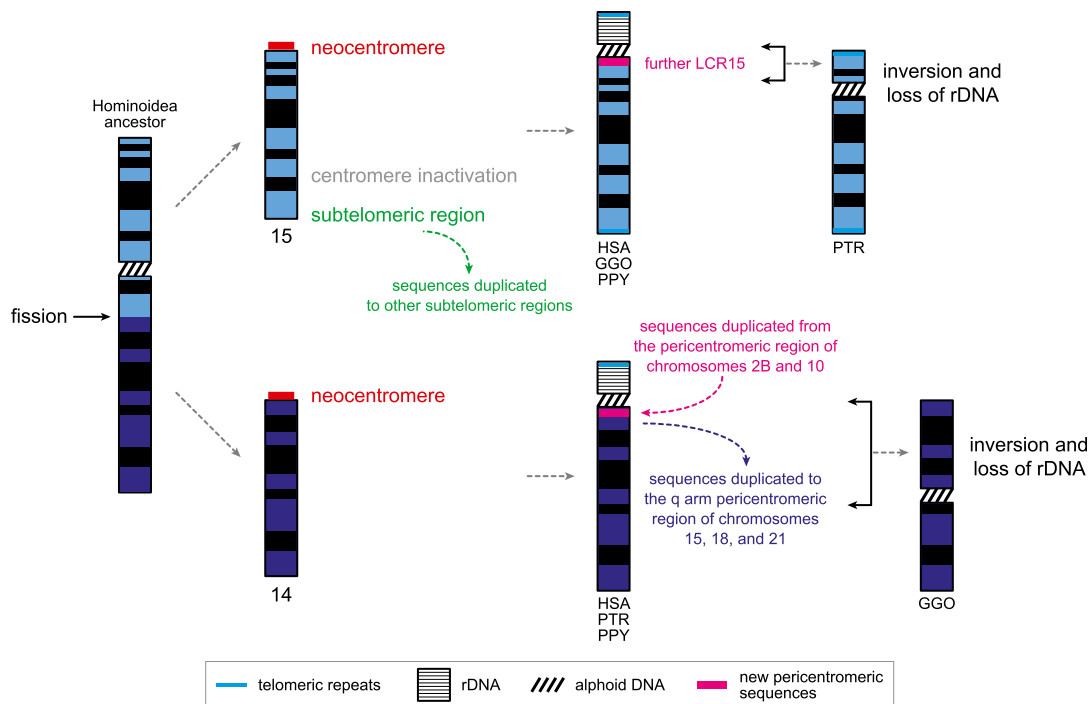 Hominoidea
ancestor
fission
neocentromere
centromere inactivation
subtelomeric region
15
sequences duplicated
to other subtelomeric regions
further LCR15
HSA
GGO
PPY
inversion and
loss of rDNA
PTR
neocentromere
14
sequences duplicated from
the pericentromeric region of
chromosomes 2B and 10
sequences duplicated to
the q arm pericentromeric
region of chromosomes
15, 18, and 21
HSA
PTR
PPY
inversion and
loss of rDNA
GGO
telomeric repeats
rDNA
alphoid DNA
new pericentromeric
sequences